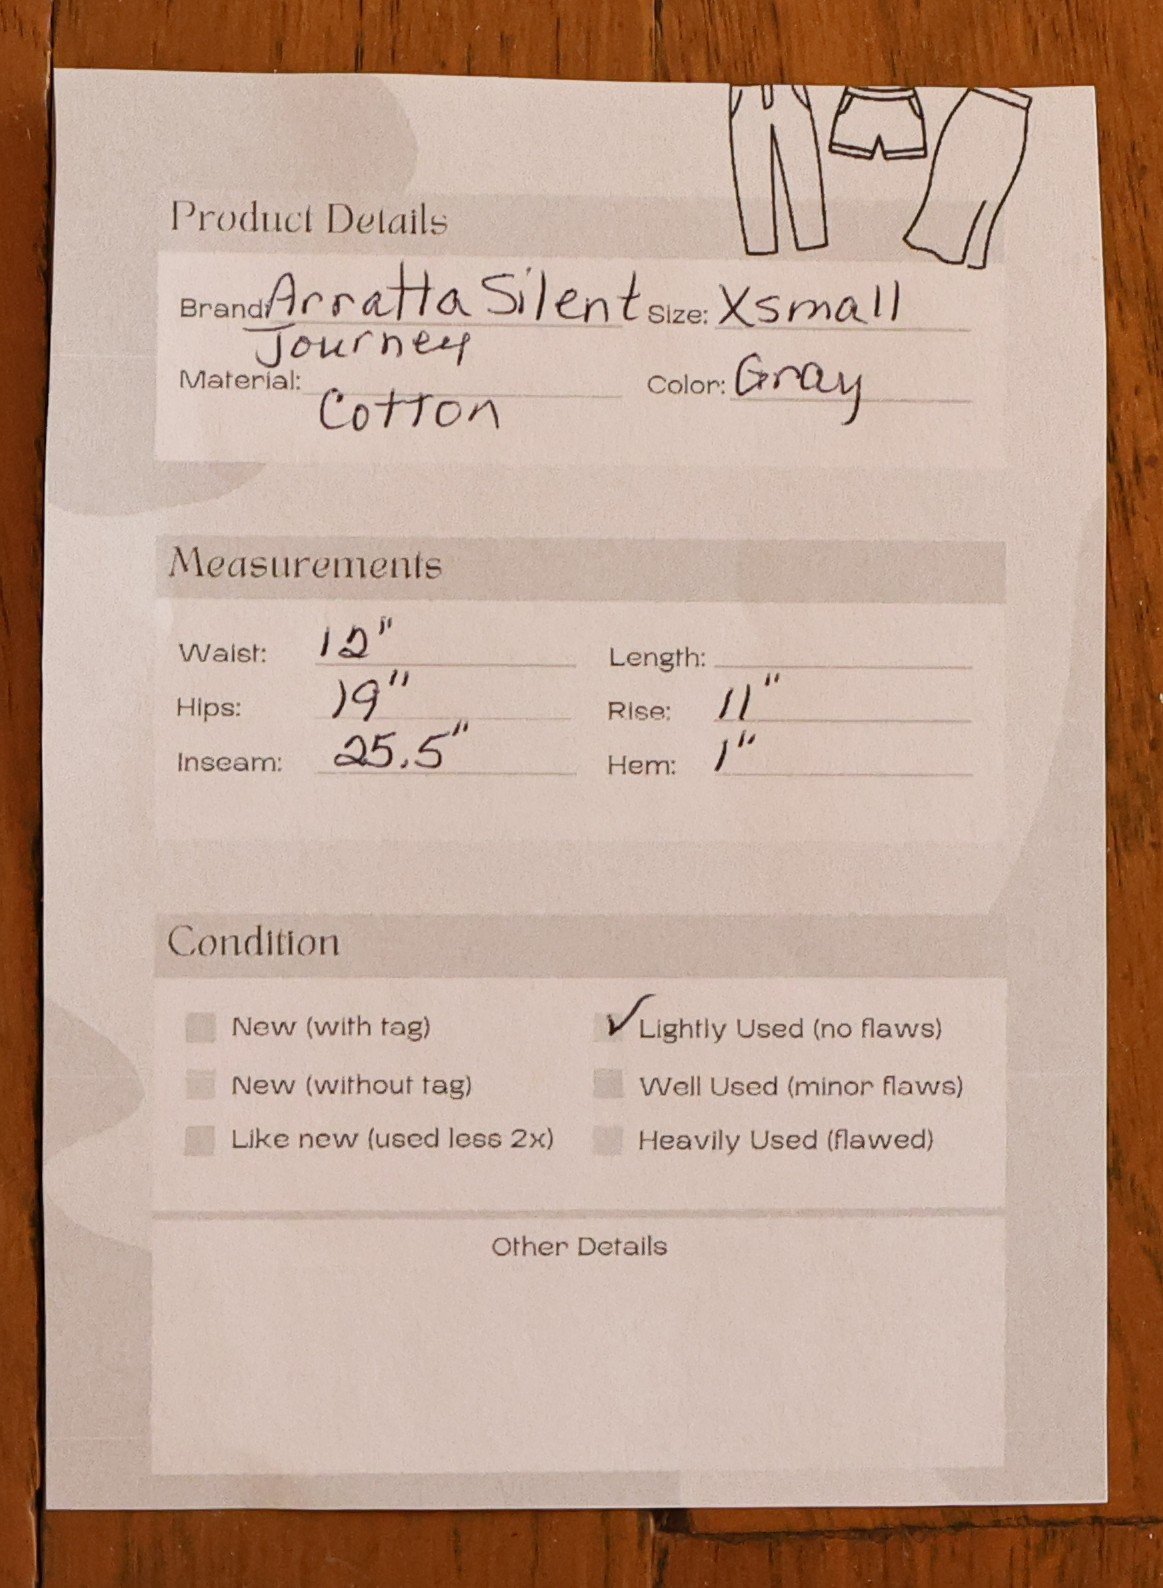 Product Details
Brand: Arratta Silent Size: Xsmall
Journey
Material: Color: Gray
Cotton
Measurements
Waist: 12" Length:
Hips: 19" Rise: 11"
Inseam: 25.5" Hem: 1"
Condition
New (with tag) ✓ Lightly Used (no flaws)
New (without tag) Well Used (minor flaws)
Like new (used less 2x) Heavily Used (flawed)
Other Details